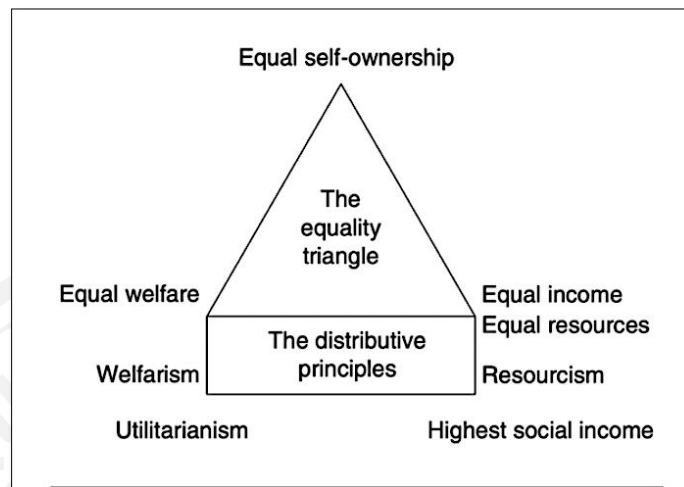 Equal self-ownership
The
equality
triangle
Equal welfare
Equal income
Equal resources
The distributive
principles
Welfarism
Resourcism
Utilitarianism
Highest social income